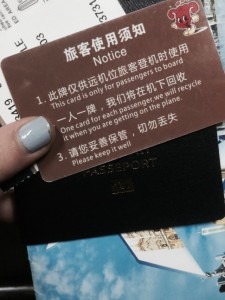 旅客使用须知
Notice
1. 此牌仅供远机位旅客登机时使用
This card is only for passengers to board
2. 一人一牌，我们将在机下回收
One card for each passenger,we will recycle
it when you are getting on the plane.
3. 请您妥善保管，切勿丢失
Please keep it well
PASSEPORT